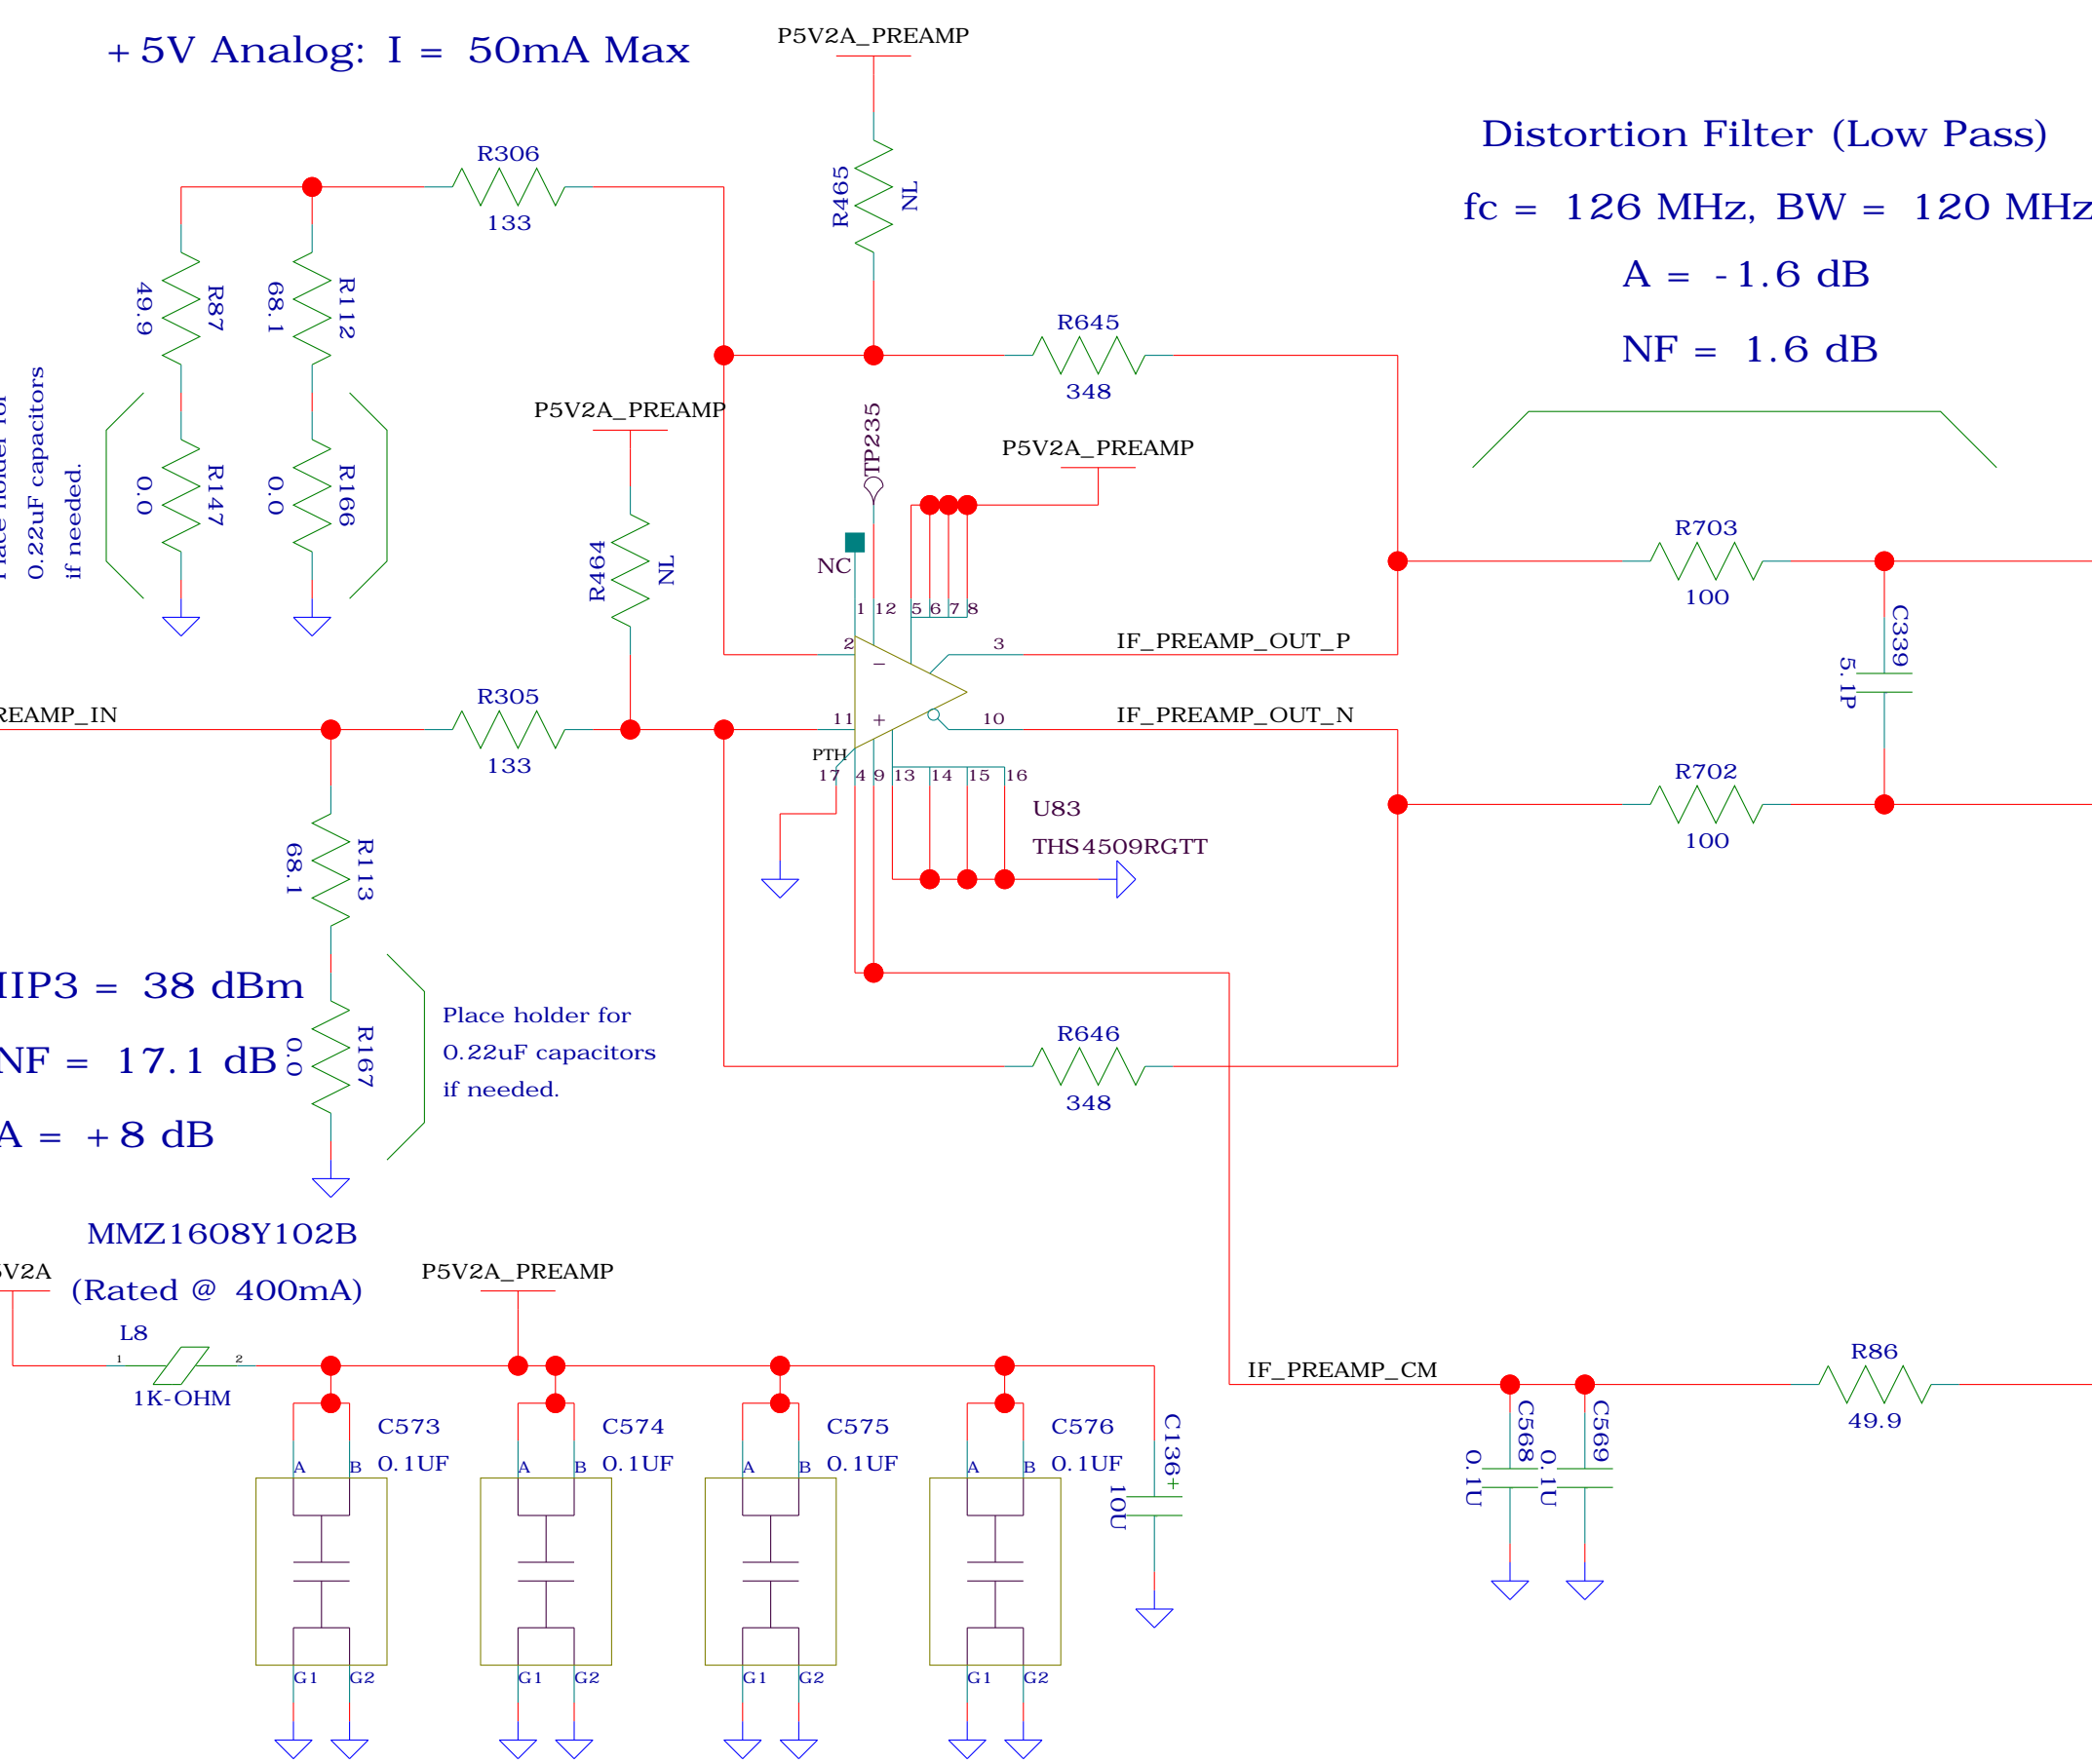 +5V Analog: I = 50mA Max
P5V2A_PREAMP
Distortion Filter (Low Pass)
fc = 126 MHz, BW = 120 MHz
A = -1.6 dB
NF = 1.6 dB
R306
133
R465
NL
R87
49.9
R112
68.1
R645
348
0.22uF capacitors
if needed.
R147
0.0
R166
0.0
P5V2A_PREAMP
TP235
P5V2A_PREAMP
R464
NL
NC
1
12
5
6
7
8
2
−
3
IF_PREAMP_OUT_P
R703
100
C339
5.1P
REAMP_IN
R305
133
11
+
10
IF_PREAMP_OUT_N
PTH
17
4
9
13
14
15
16
U83
THS4509RGTT
R702
100
R113
68.1
IIP3 = 38 dBm
NF = 17.1 dB
A = +8 dB
R167
0.0
Place holder for
0.22uF capacitors
if needed.
R646
348
MMZ1608Y102B
(Rated @ 400mA)
5V2A
P5V2A_PREAMP
L8
1
2
1K-OHM
IF_PREAMP_CM
R86
49.9
C573
0.1UF
A
B
G1
G2
C574
0.1UF
A
B
G1
G2
C575
0.1UF
A
B
G1
G2
C576
0.1UF
A
B
G1
G2
C136+
10U
C568
0.1U
C569
0.1U